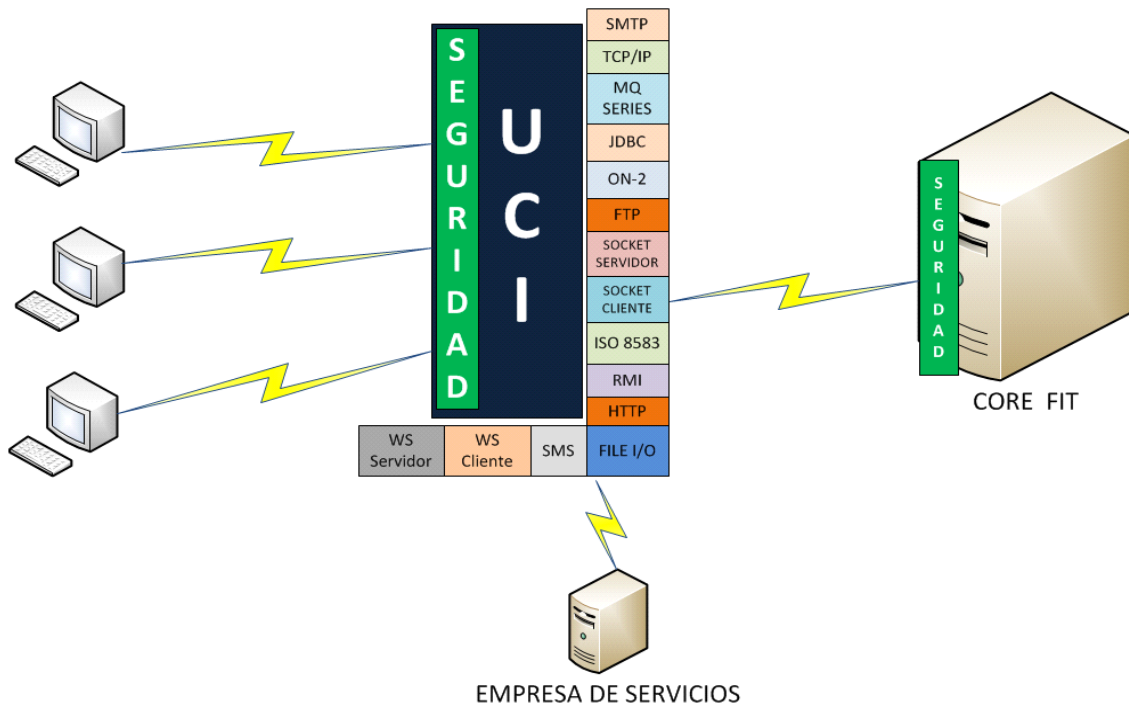 SEGURIDAD
UCI
SMTP
TCP/IP
MQ
SERIES
JDBC
ON-2
FTP
SOCKET
SERVIDOR
SOCKET
CLIENTE
ISO 8583
RMI
HTTP
WS
Servidor
WS
Cliente
SMS
FILE I/O
SEGURIDAD
CORE FIT
EMPRESA DE SERVICIOS